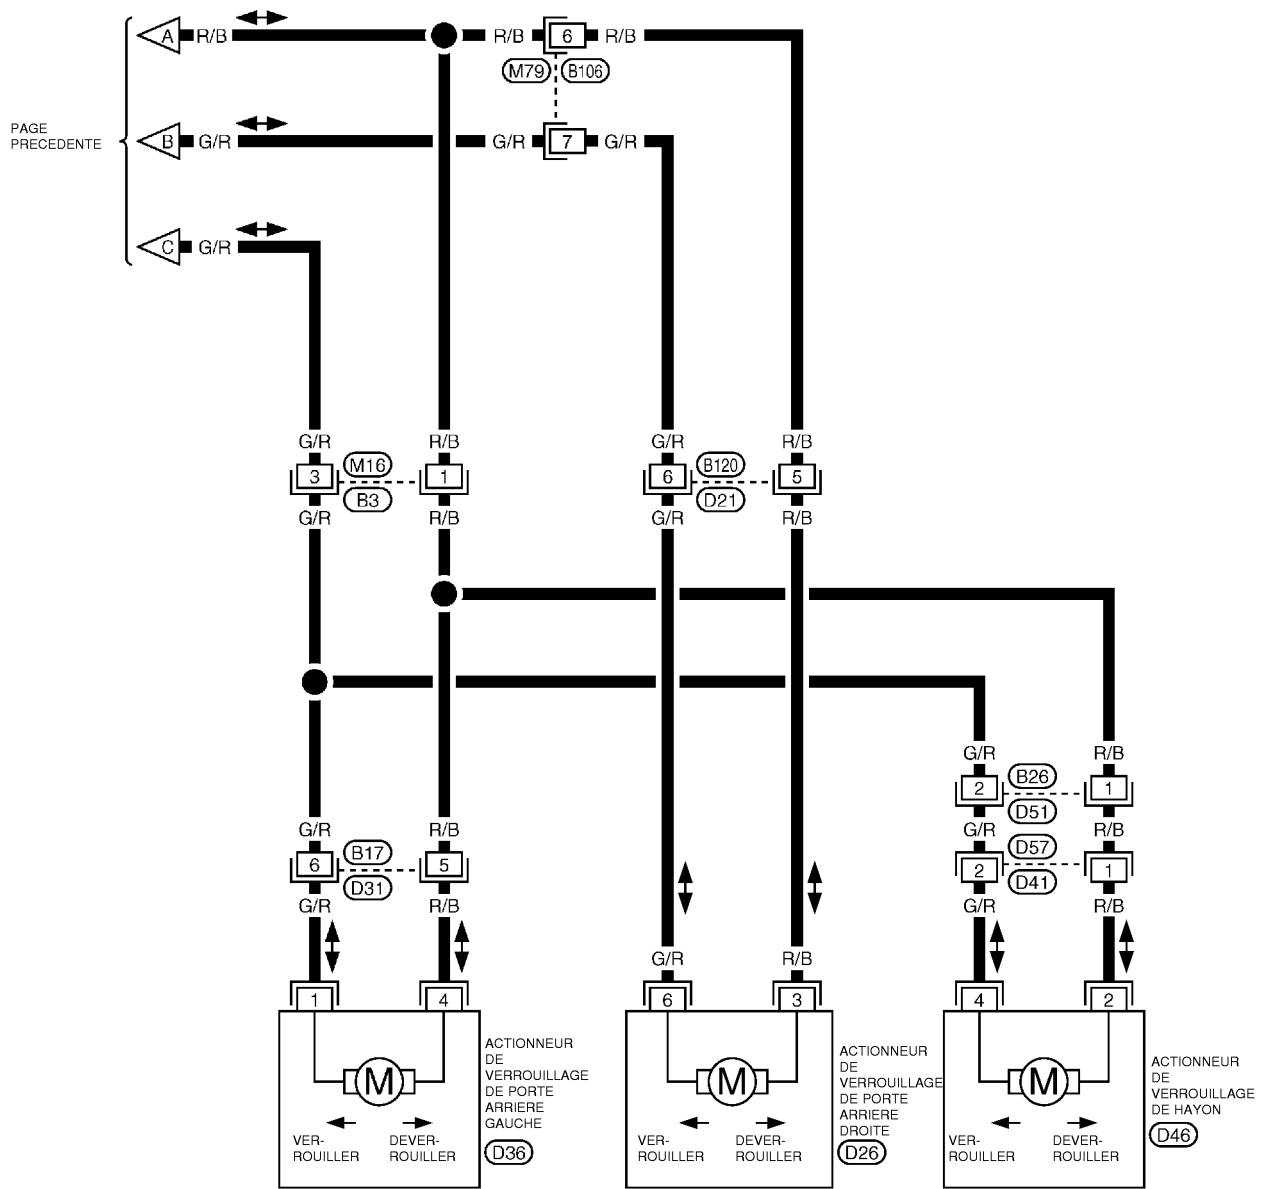 A R/B R/B 6 R/B
M79 B106
PAGE
PRECEDENTE
B G/R G/R 7 G/R
C G/R
G/R R/B G/R R/B
3 M16 1 6 B120 5
B3 D21
G/R R/B G/R R/B
G/R R/B
2 B26 1
D51
G/R R/B G/R R/B
6 B17 5 2 D57 1
D31 D41
G/R R/B G/R R/B
G/R R/B
1 4 6 3 4 2
M M M
ACTIONNEUR
DE
VERROUILLAGE
DE PORTE
ARRIERE
GAUCHE
D36
VER-
ROUILLER
DEVER-
ROUILLER
ACTIONNEUR
DE
VERROUILLAGE
DE PORTE
ARRIERE
DROITE
D26
VER-
ROUILLER
DEVER-
ROUILLER
ACTIONNEUR
DE
VERROUILLAGE
DE HAYON
D46
VER-
ROUILLER
DEVER-
ROUILLER